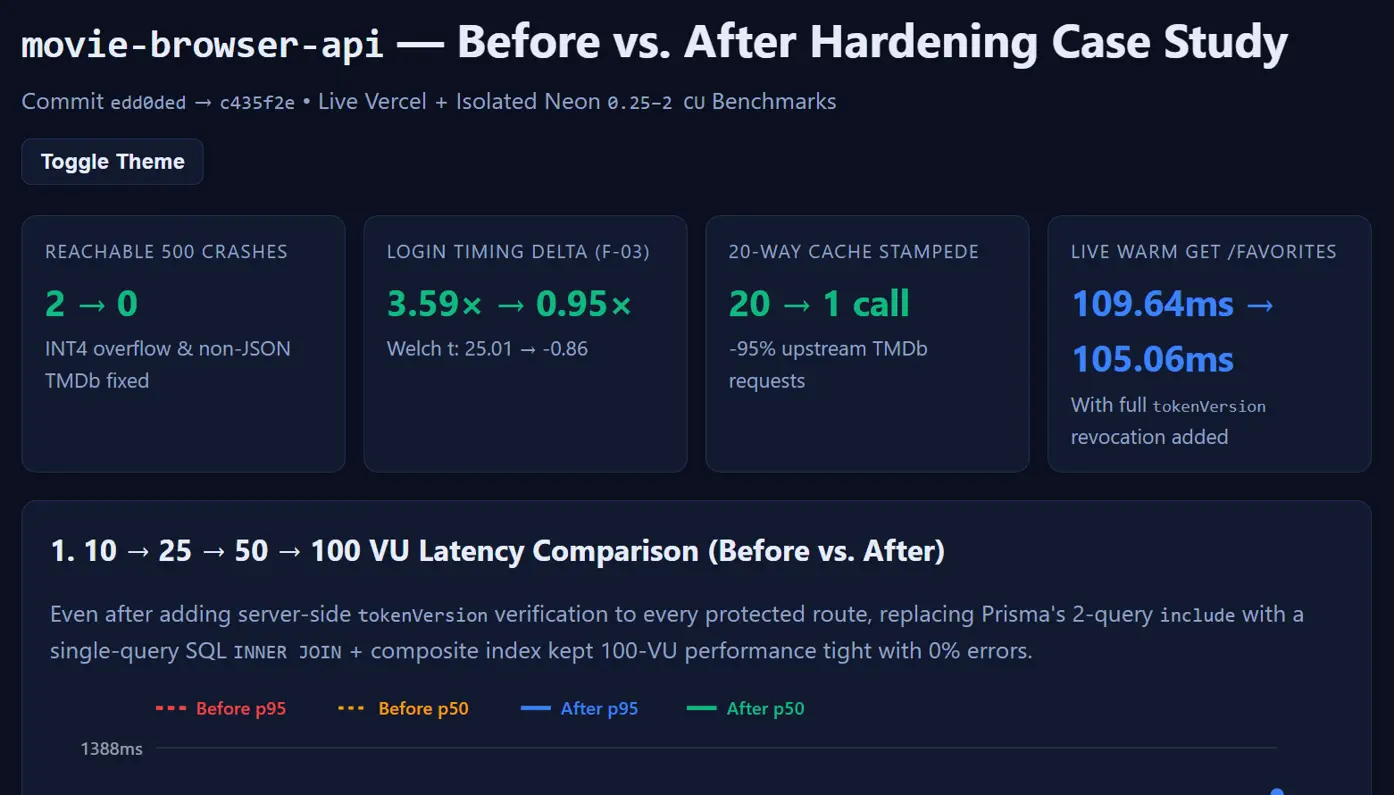 movie-browser-api — Before vs. After Hardening Case Study
Commit edd0ded → c435f2e • Live Vercel + Isolated Neon 0.25–2 CU Benchmarks
Toggle Theme
REACHABLE 500 CRASHES
2 → 0
INT4 overflow & non-JSON
TMDb fixed
LOGIN TIMING DELTA (F-03)
3.59× → 0.95×
Welch t: 25.01 → -0.86
20-WAY CACHE STAMPEDE
20 → 1 call
-95% upstream TMDb
requests
LIVE WARM GET /FAVORITES
109.64ms →
105.06ms
With full tokenVersion
revocation added
1. 10 → 25 → 50 → 100 VU Latency Comparison (Before vs. After)
Even after adding server-side tokenVersion verification to every protected route, replacing Prisma's 2-query include with a
single-query SQL INNER JOIN + composite index kept 100-VU performance tight with 0% errors.
Before p95
Before p50
After p95
After p50
1388ms